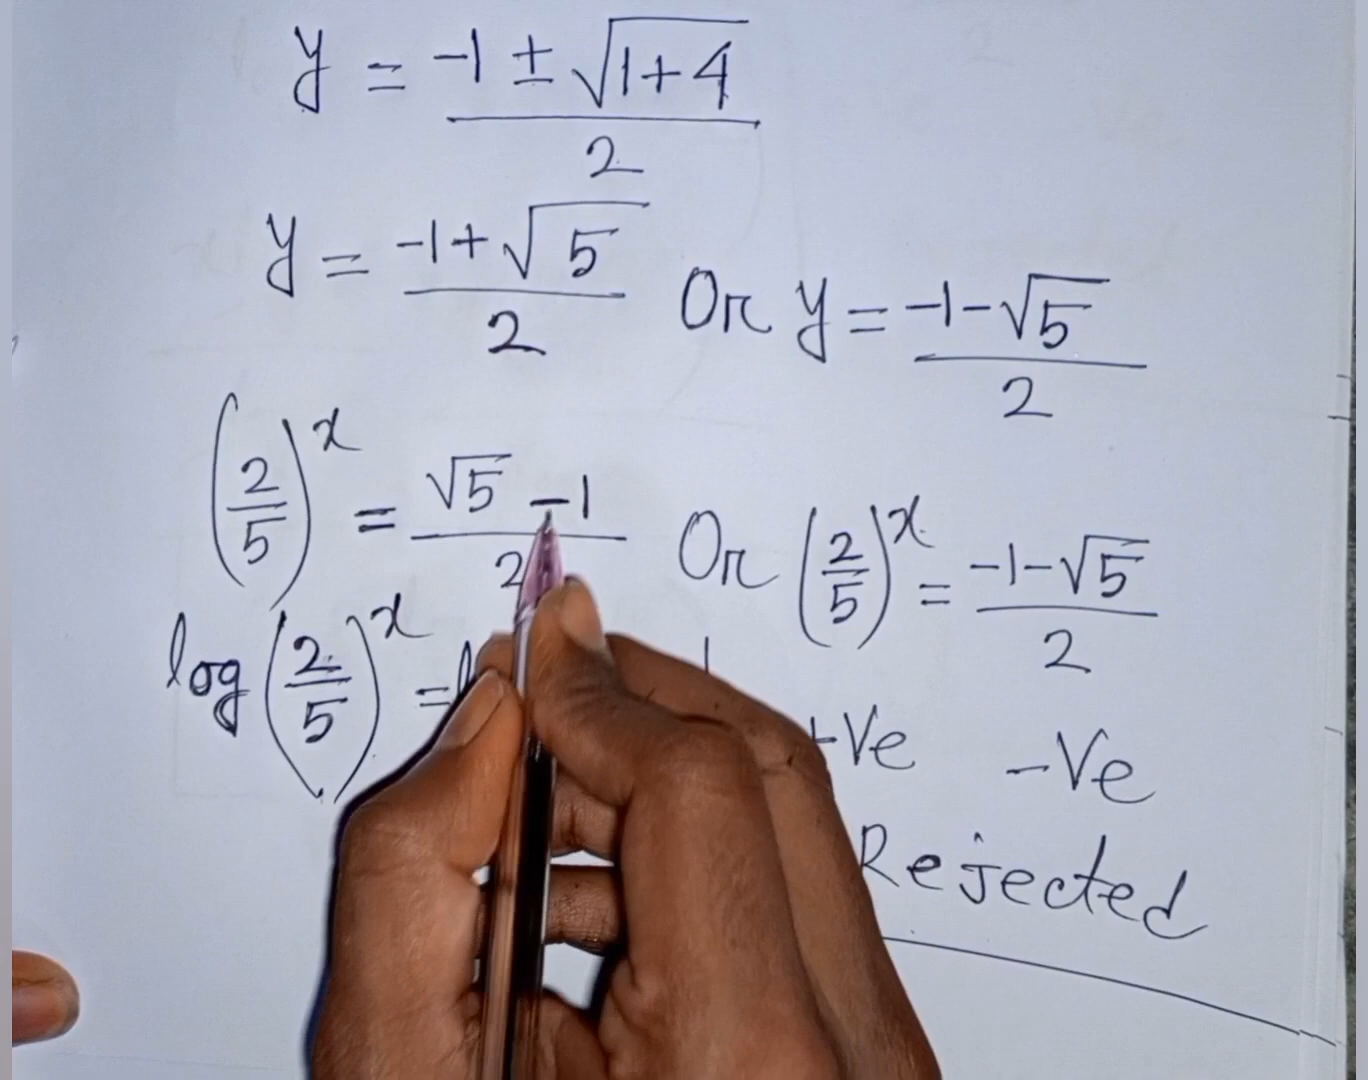 y = (-1 ± √(1+4))/2
y = (-1+√5)/2 Or y = (-1-√5)/2
(2/5)^x = (√5 -1)/2 Or (2/5)^x = (-1-√5)/2
log(2/5)^x =
+Ve -Ve
Rejected